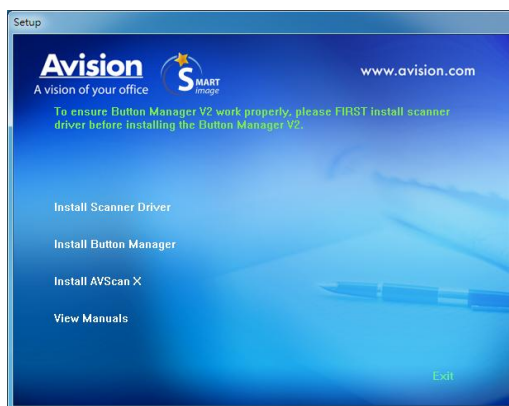 Setup
Avision
A vision of your office
SMART
image
www.avision.com
To ensure Button Manager V2 work properly, please FIRST install scanner
driver before installing the Button Manager V2.
Install Scanner Driver
Install Button Manager
Install AVScan X
View Manuals
Exit